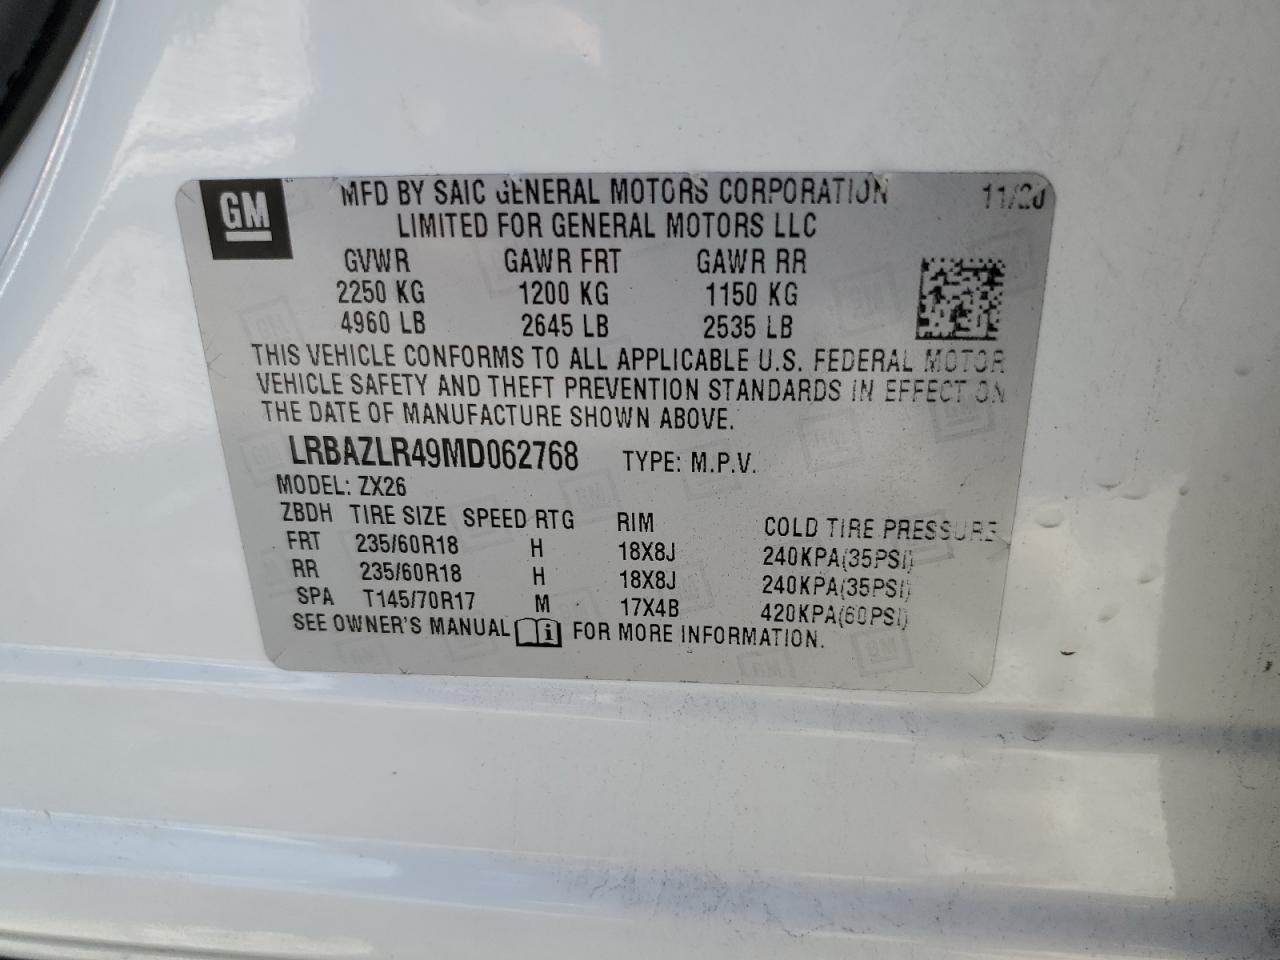 GM MFD BY SAIC GENERAL MOTORS CORPORATION 11/20
LIMITED FOR GENERAL MOTORS LLC
GVWR GAWR FRT GAWR RR
2250 KG 1200 KG 1150 KG
4960 LB 2645 LB 2535 LB
THIS VEHICLE CONFORMS TO ALL APPLICABLE U.S. FEDERAL MOTOR
VEHICLE SAFETY AND THEFT PREVENTION STANDARDS IN EFFECT ON
THE DATE OF MANUFACTURE SHOWN ABOVE.
LRBAZLR49MD062768 TYPE: M.P.V.
MODEL: ZX26
ZBDH TIRE SIZE SPEED RTG RIM COLD TIRE PRESSURE
FRT 235/60R18 H 18X8J 240KPA(35PSI)
RR 235/60R18 H 18X8J 240KPA(35PSI)
SPA T145/70R17 M 17X4B 420KPA(60PSI)
SEE OWNER'S MANUAL i FOR MORE INFORMATION.